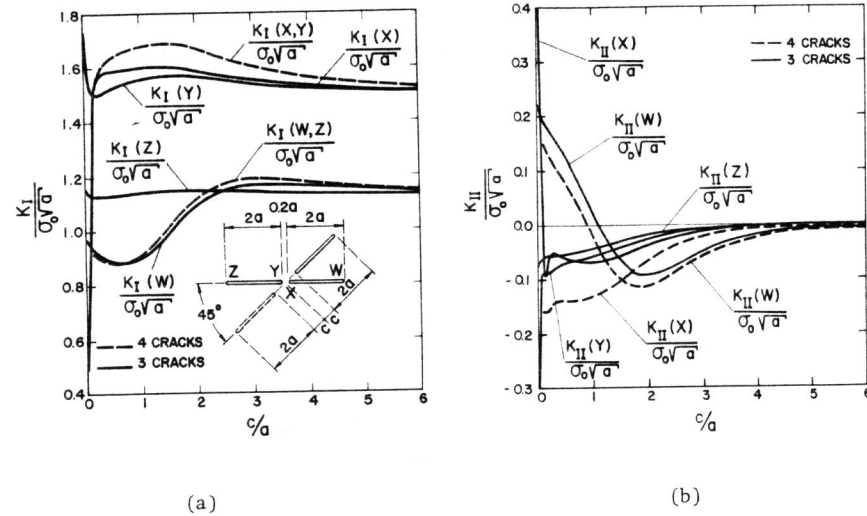 1.8
1.6
1.4
1.2
1.0
0.8
0.6
0.4
K_I
σ₀√a
K_I (X,Y)
σ₀√a
K_I (X)
σ₀√a
K_I (Y)
σ₀√a
K_I (Z)
σ₀√a
K_I (W,Z)
σ₀√a
K_I (W)
σ₀√a
0.2a
2a 2a
Z Y W
X
45°
2a
c c
2a
4 CRACKS
3 CRACKS
0 1 2 3 4 5 6
c/a
(a)
0.4
0.3
0.2
0.1
0.0
-0.1
-0.2
-0.3
K_II
σ₀√a
K_II (X)
σ₀√a
4 CRACKS
3 CRACKS
K_II (W)
σ₀√a
K_II (Z)
σ₀√a
K_II (W)
σ₀√a
K_II (X)
σ₀√a
K_II (Y)
σ₀√a
0 1 2 3 4 5 6
c/a
(b)